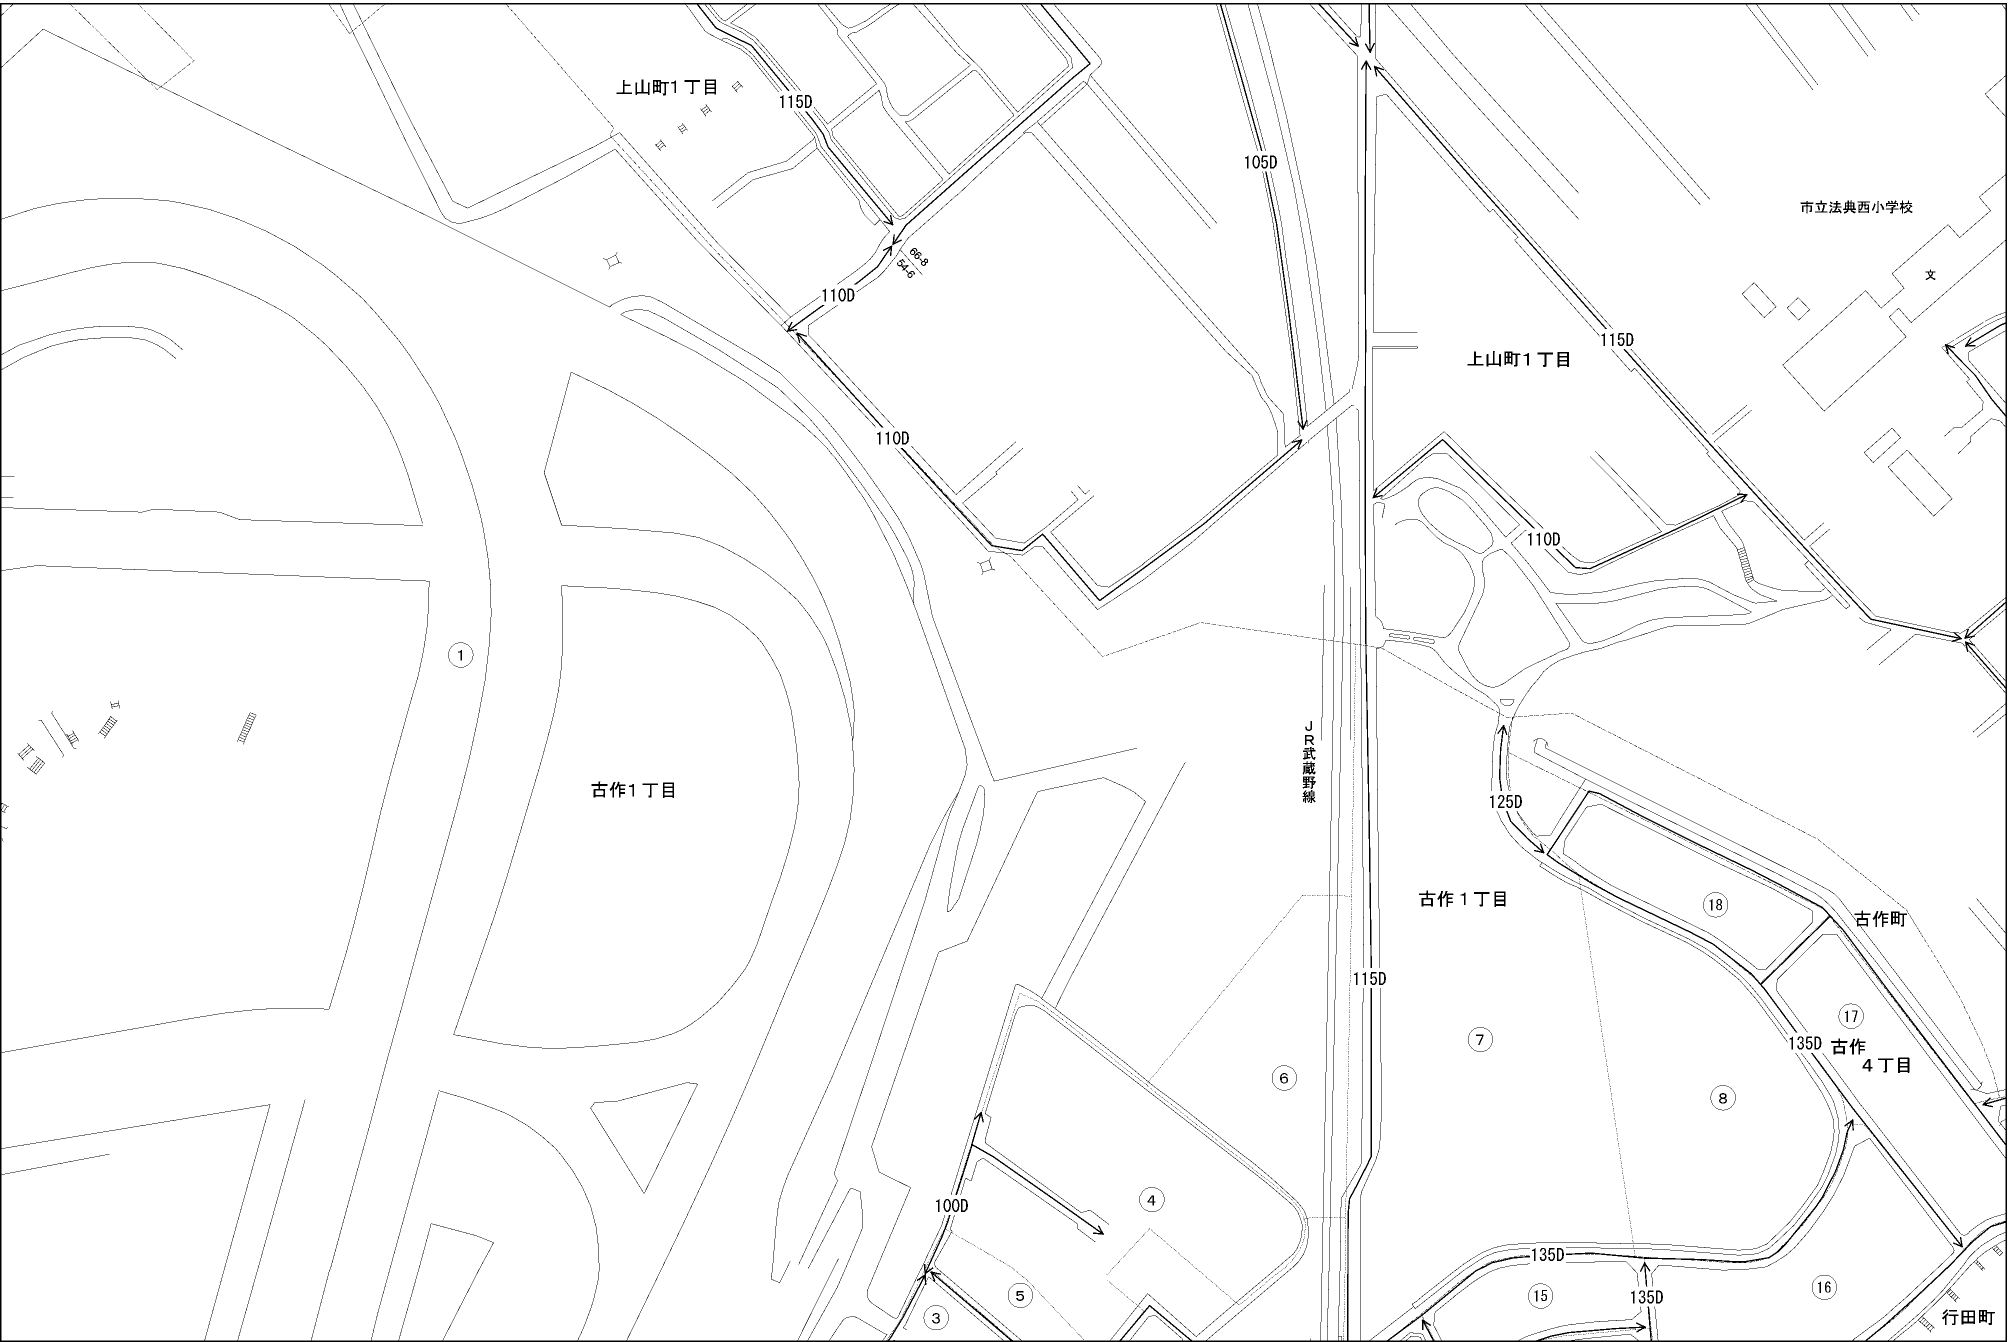 上山町1丁目
115D
105D
市立法典西小学校
文
66-8
54-6
110D
115D
上山町1丁目
110D
110D
1
JR武蔵野線
古作1丁目
125D
古作1丁目
18
古作町
115D
17
135D
古作
4丁目
7
6
8
4
100D
135D
5
15
135D
16
3
行田町